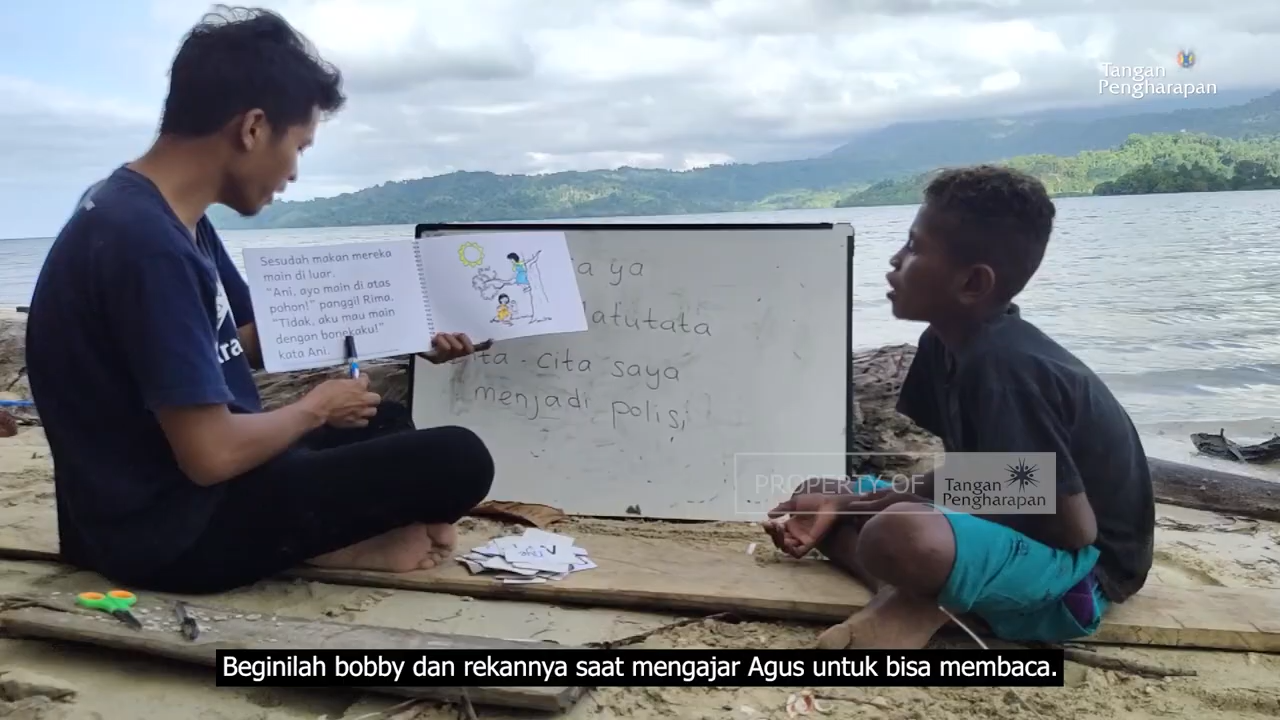 Tangan
Pengharapan
Sesudah makan mereka
main di luar.
"Ani, ayo main di atas
pohon!" panggil Rima.
"Tidak, aku mau main
dengan bonekaku!"
kata Ani.
a ya
latutata
ta - cita saya
menjadi polisi
PROPERTY OF
Tangan
Pengharapan
Beginilah bobby dan rekannya saat mengajar Agus untuk bisa membaca.